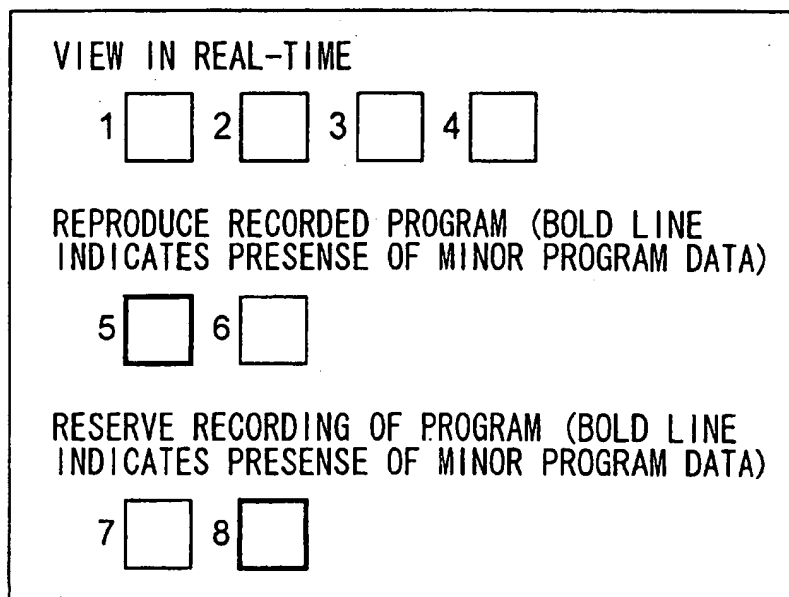 VIEW IN REAL-TIME
1 2 3 4
REPRODUCE RECORDED PROGRAM (BOLD LINE
INDICATES PRESENSE OF MINOR PROGRAM DATA)
5 6
RESERVE RECORDING OF PROGRAM (BOLD LINE
INDICATES PRESENSE OF MINOR PROGRAM DATA)
7 8